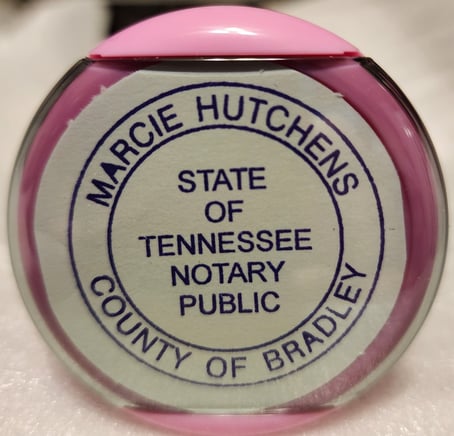 MARCIE HUTCHENS
STATE
OF
TENNESSEE
NOTARY
PUBLIC
COUNTY OF BRADLEY